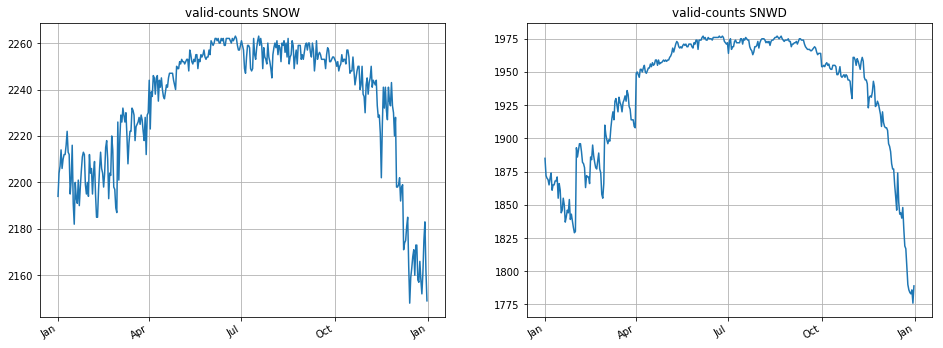 valid-counts SNOW
2260
2240
2220
2200
2180
2160
Jan
Apr
Jul
Oct
Jan
valid-counts SNWD
1975
1950
1925
1900
1875
1850
1825
1800
1775
Jan
Apr
Jul
Oct
Jan